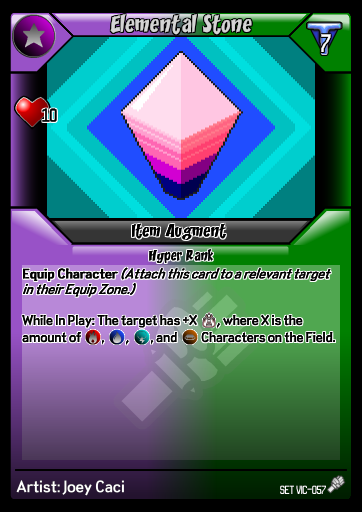 Elemental Stone
7
10
Item Augment
Hyper Rank
Equip Character (Attach this card to a relevant target
in their Equip Zone.)
While In Play: The target has +X , where X is the
amount of , , , and Characters on the Field.
Artist: Joey Caci
SET VIC-057